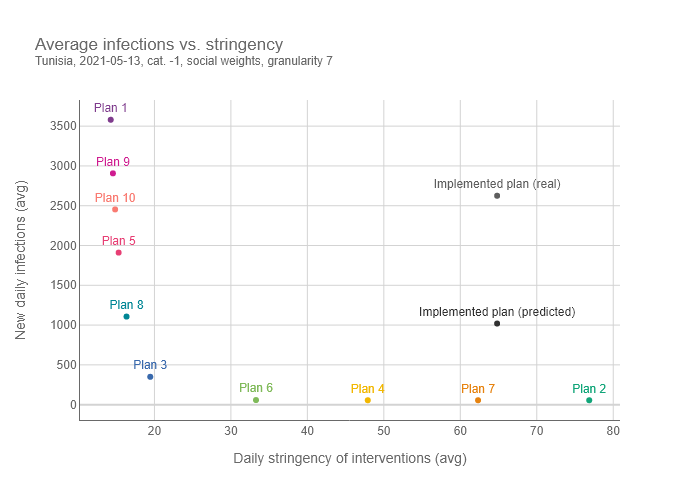 Average infections vs. stringency
Tunisia, 2021-05-13, cat. -1, social weights, granularity 7
Plan 1
3500
Plan 9
3000
Implemented plan (real)
Plan 10
2500
Plan 5
2000
1500
Plan 8
Implemented plan (predicted)
1000
Plan 3
500
Plan 6
Plan 4
Plan 7
Plan 2
0
20
30
40
50
60
70
80
New daily infections (avg)
Daily stringency of interventions (avg)